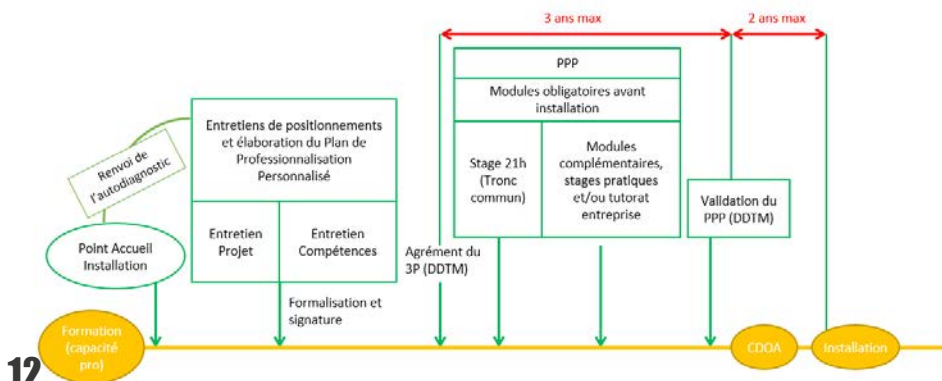 3 ans max
2 ans max
PPP
Modules obligatoires avant
installation
Entretiens de positionnements
et élaboration du Plan de
Professionnalisation
Personnalisé
Renvoi de
l'autodiagnostic
Stage 21h
(Tronc
commun)
Modules
complémentaires,
stages pratiques
et/ou tutorat
entreprise
Validation du
PPP (DDTM)
Point Accueil
Installation
Entretien
Projet
Entretien
Compétences
Agrément du
3P (DDTM)
Formalisation et
signature
Formation
(capacité
pro)
CDOA
Installation
12